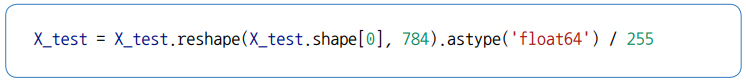 X_test = X_test.reshape(X_test.shape[0], 784).astype('float64') / 255